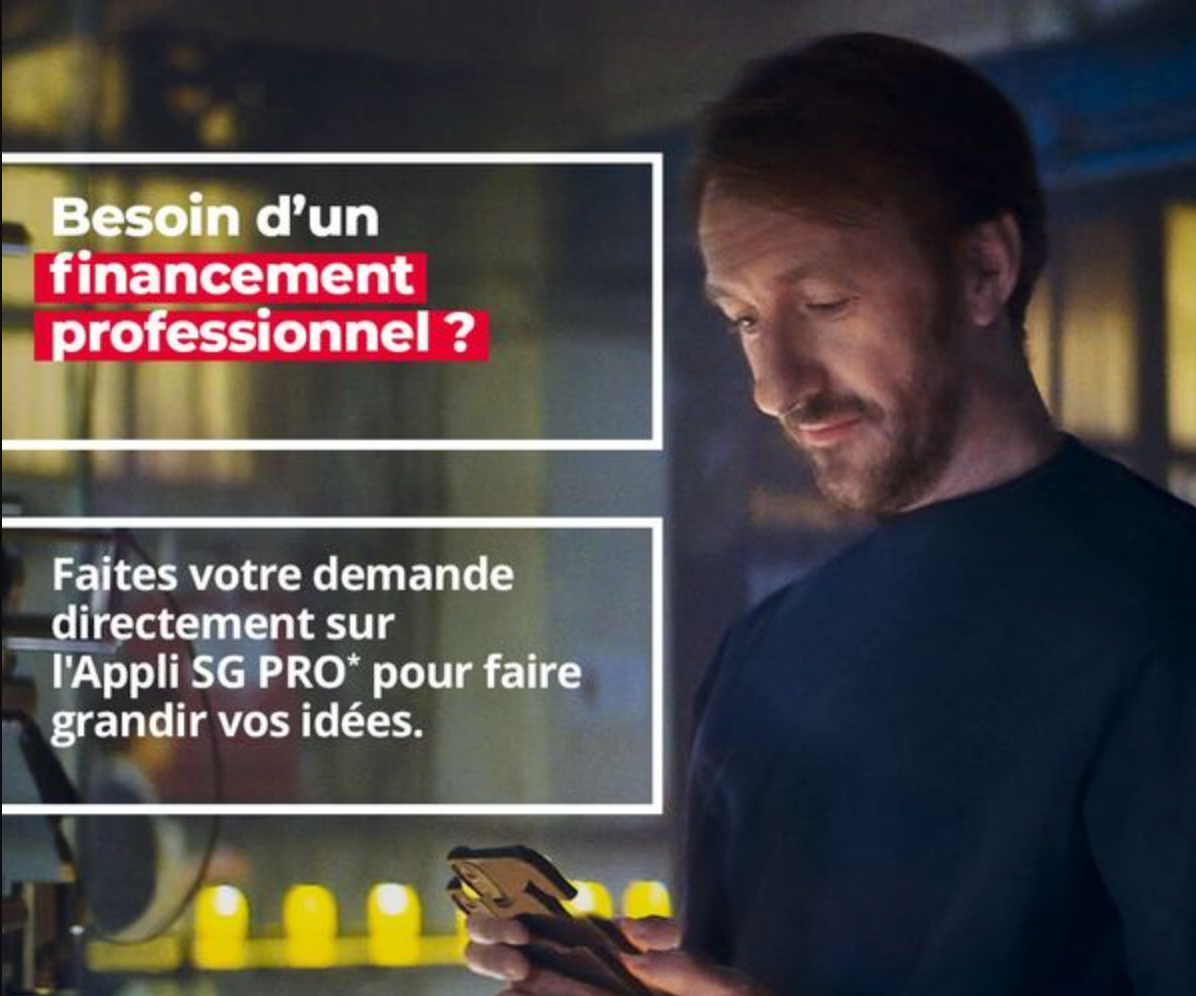 Besoin d’un
financement
professionnel ?
Faites votre demande
directement sur
l'Appli SG PRO* pour faire
grandir vos idées.